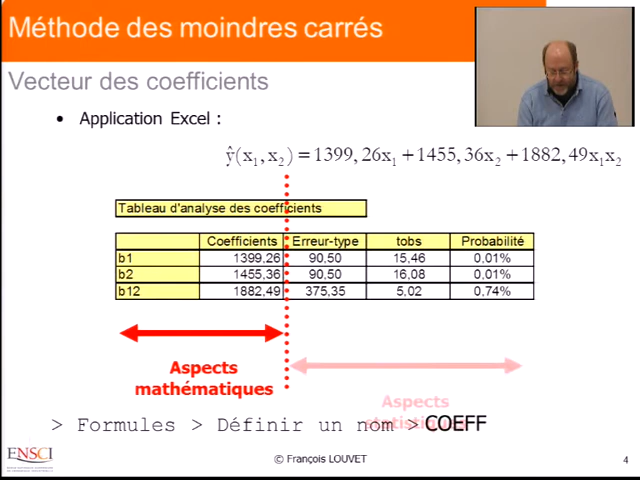 Méthode des moindres carrés
Vecteur des coefficients
• Application Excel :
ŷ(x₁, x₂) = 1399, 26x₁ + 1455, 36x₂ + 1882, 49x₁x₂
Tableau d'analyse des coefficients
Coefficients Erreur-type tobs Probabilité
b1 1399,26 90,50 15,46 0,01%
b2 1455,36 90,50 16,08 0,01%
b12 1882,49 375,35 5,02 0,74%
Aspects
mathématiques
Aspects
statistiques
> Formules > Définir un nom > COEFF
ENSCI
© François LOUVET
4